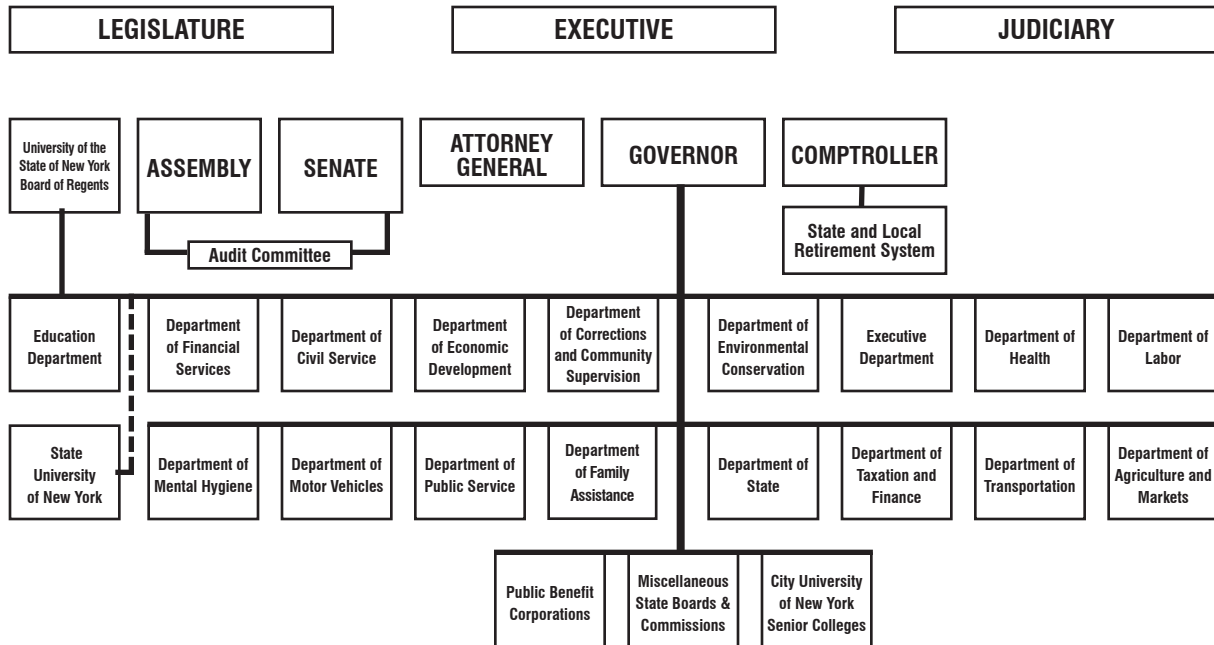 LEGISLATURE
EXECUTIVE
JUDICIARY
University of the
State of New York
Board of Regents
ASSEMBLY
SENATE
ATTORNEY
GENERAL
GOVERNOR
COMPTROLLER
Audit Committee
State and Local
Retirement System
Education
Department
Department
of Financial
Services
Department of
Civil Service
Department
of Economic
Development
Department
of Corrections
and Community
Supervision
Department of
Environmental
Conservation
Executive
Department
Department of
Health
Department of
Labor
State
University
of New York
Department of
Mental Hygiene
Department of
Motor Vehicles
Department of
Public Service
Department
of Family
Assistance
Department of
State
Department of
Taxation and
Finance
Department of
Transportation
Department of
Agriculture and
Markets
Public Benefit
Corporations
Miscellaneous
State Boards &
Commissions
City University
of New York
Senior Colleges